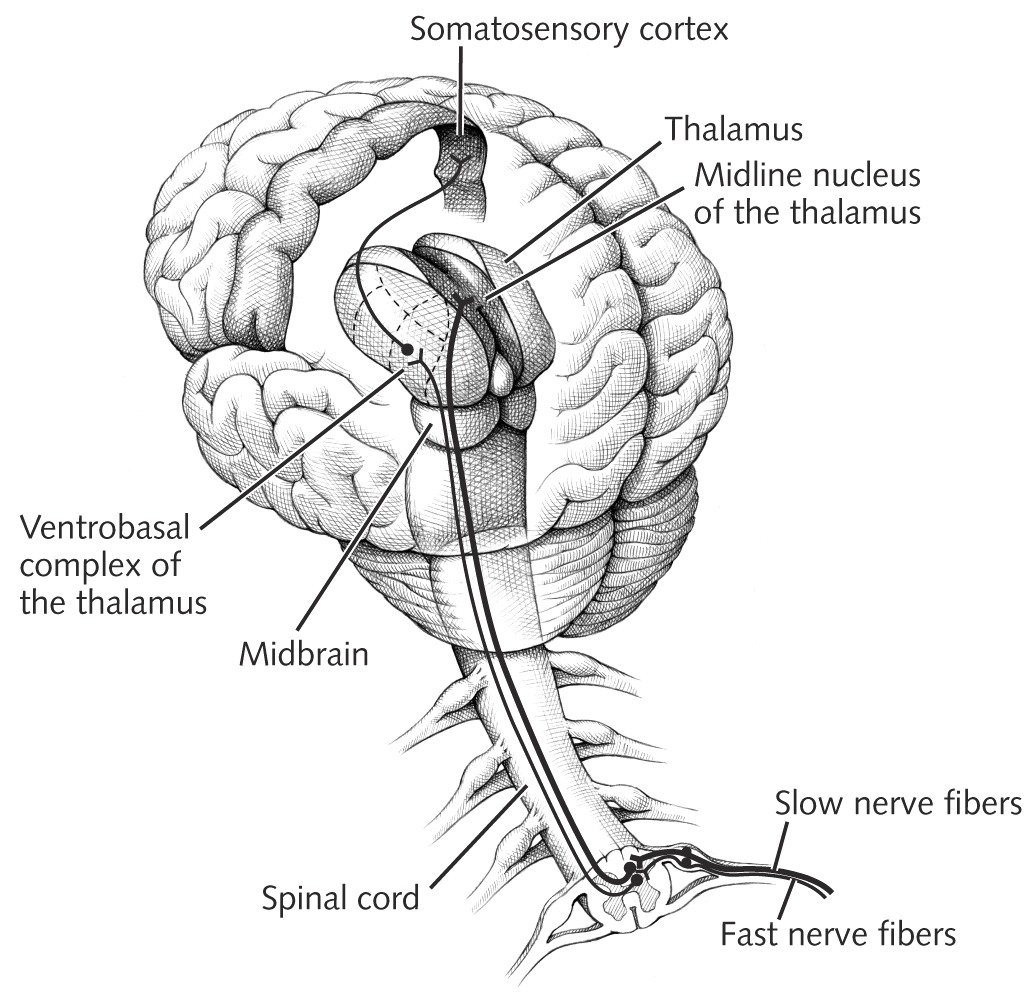 Somatosensory cortex
Thalamus
Midline nucleus
of the thalamus
Ventrobasal
complex of
the thalamus
Midbrain
Slow nerve fibers
Spinal cord
Fast nerve fibers